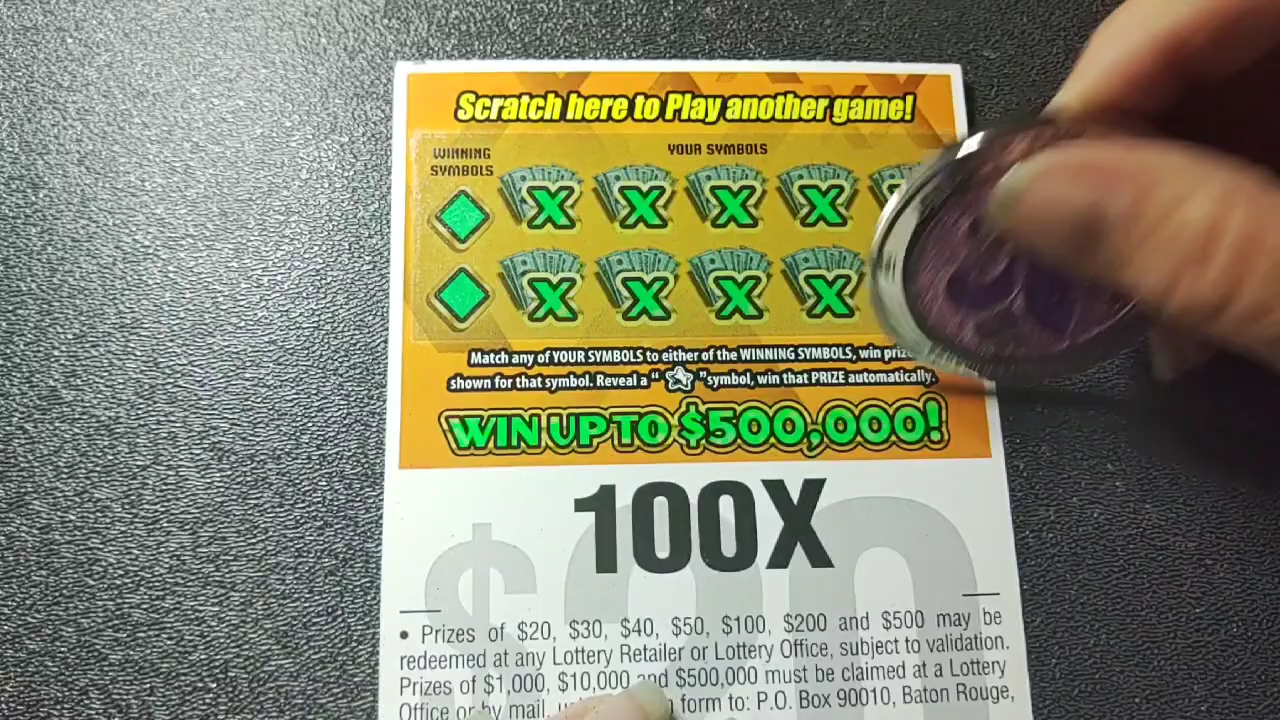 Scratch here to Play another game!
WINNING SYMBOLS
YOUR SYMBOLS
X X X X
X X X X
Match any of YOUR SYMBOLS to either of the WINNING SYMBOLS, win
shown for that symbol. Reveal a " " symbol, win that PRIZE automatically.
WIN UP TO $500,000!
100X
• Prizes of $20, $30, $40, $50, $100, $200 and $500 may be
redeemed at any Lottery Retailer or Lottery Office, subject to validation.
Prizes of $1,000, $10,000 and $500,000 must be claimed at a Lottery
Office or by mail, form to: P.O. Box 90010, Baton Rouge,